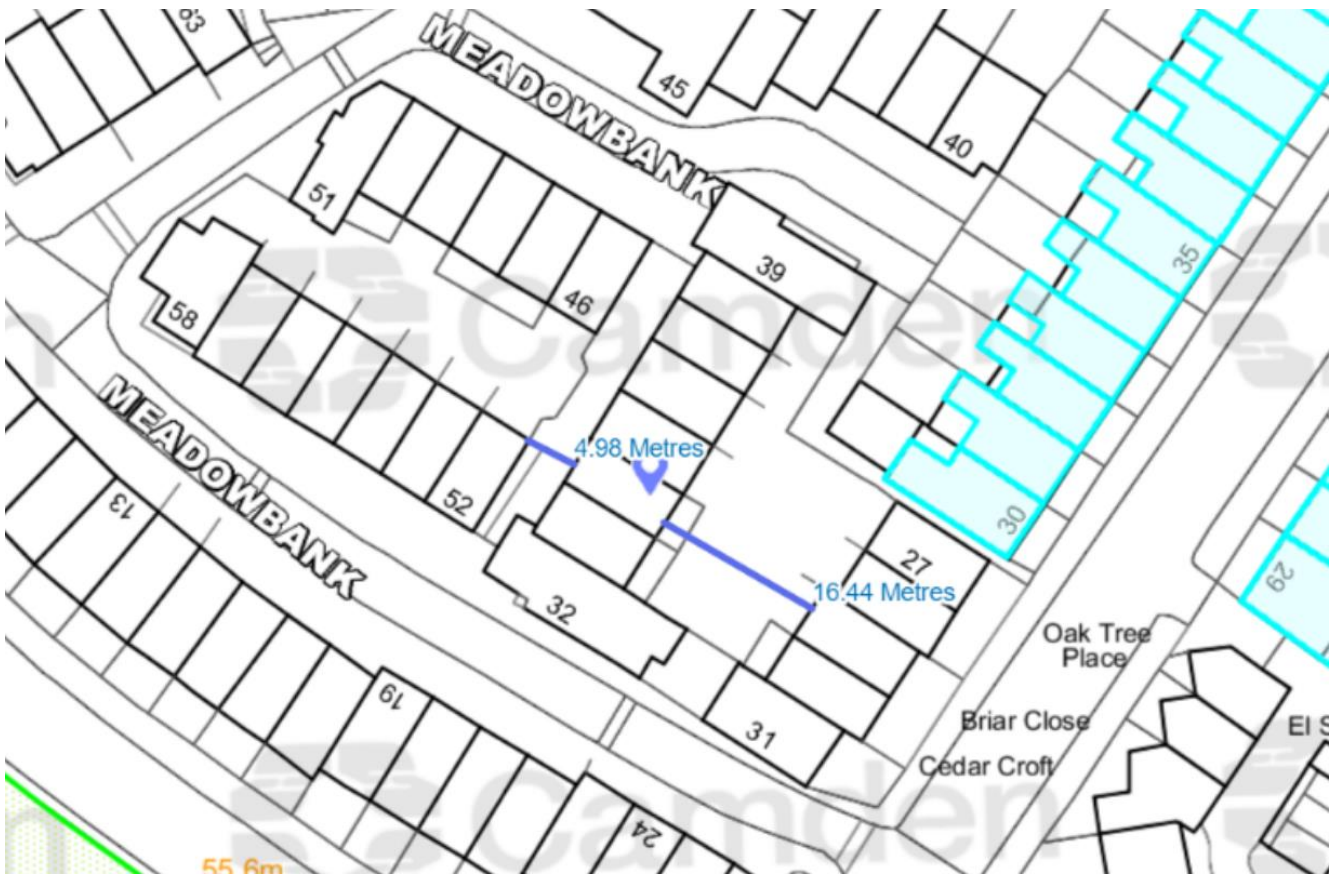 63
MEADOWBANK
45
40
51
39
35
46
58
Camden
MEADOWBANK
4.98 Metres
52
13
30
27
29
16.44 Metres
32
Oak Tree
Place
19
31
Briar Close
El S
Cedar Croft
Camden
24
55.6m